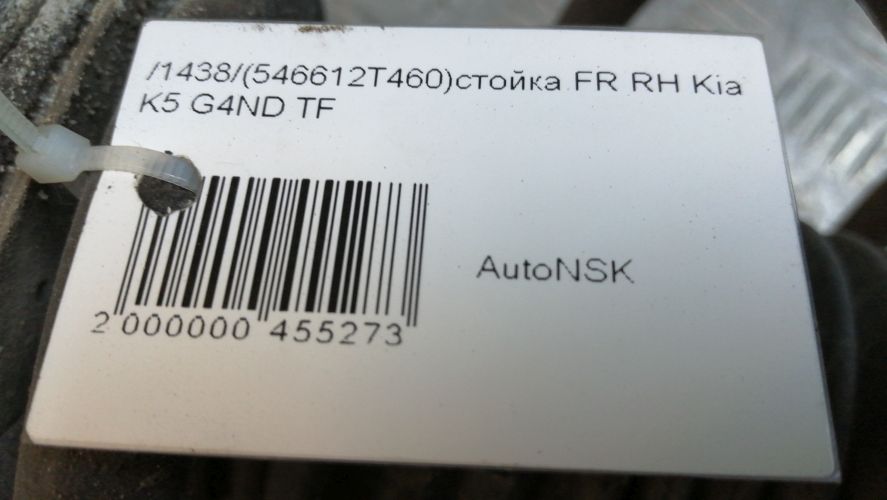 /1438/(546612T460)стойка FR RH Kia
K5 G4ND TF
AutoNSK
2 000000 455273